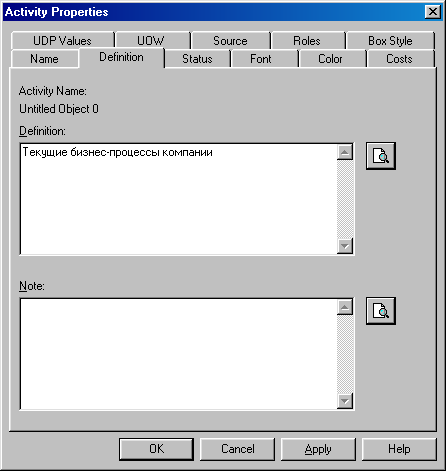 Activity Properties
UDP Values UOW Source Roles Box Style
Name Definition Status Font Color Costs
Activity Name:
Untitled Object 0
Definition:
Текущие бизнес-процессы компании
Note:
OK Cancel Apply Help